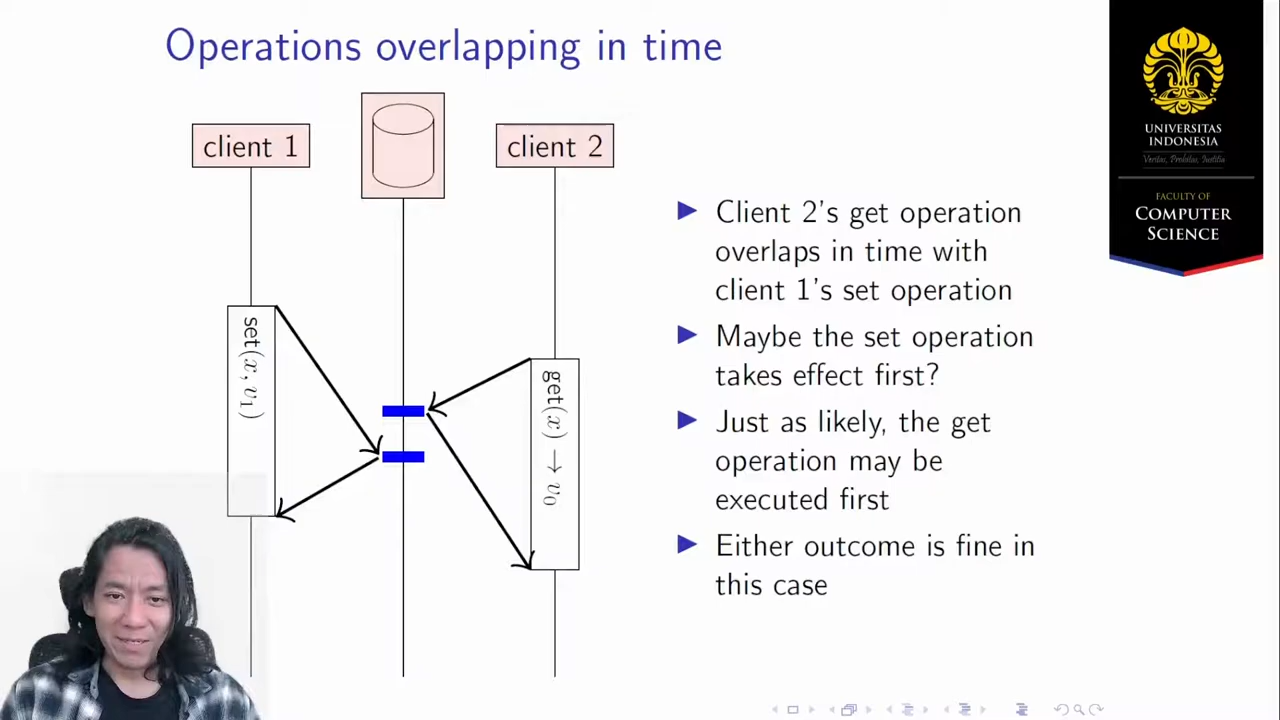 Operations overlapping in time
client 1
client 2
set(x, v₁)
get(x) → v₀
▶ Client 2's get operation
overlaps in time with
client 1's set operation
▶ Maybe the set operation
takes effect first?
▶ Just as likely, the get
operation may be
executed first
▶ Either outcome is fine in
this case
UNIVERSITAS
INDONESIA
Veritas, Probitas, Iustitia
FACULTY OF
COMPUTER
SCIENCE